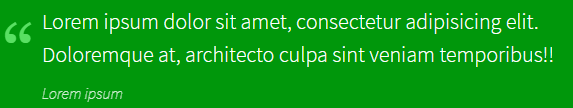 “
Lorem ipsum dolor sit amet, consectetur adipisicing elit.
Doloremque at, architecto culpa sint veniam temporibus!!
Lorem ipsum